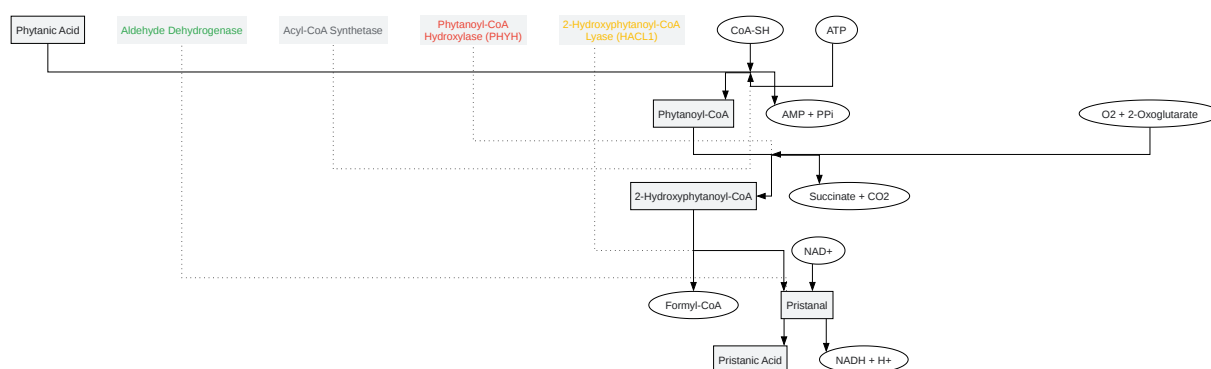 Phytanic Acid
Aldehyde Dehydrogenase
Acyl-CoA Synthetase
Phytanoyl-CoA
Hydroxylase (PHYH)
2-Hydroxyphytanoyl-CoA
Lyase (HACL1)
CoA-SH
ATP
Phytanoyl-CoA
AMP + PPi
O2 + 2-Oxoglutarate
2-Hydroxyphytanoyl-CoA
Succinate + CO2
NAD+
Formyl-CoA
Pristanal
Pristanic Acid
NADH + H+